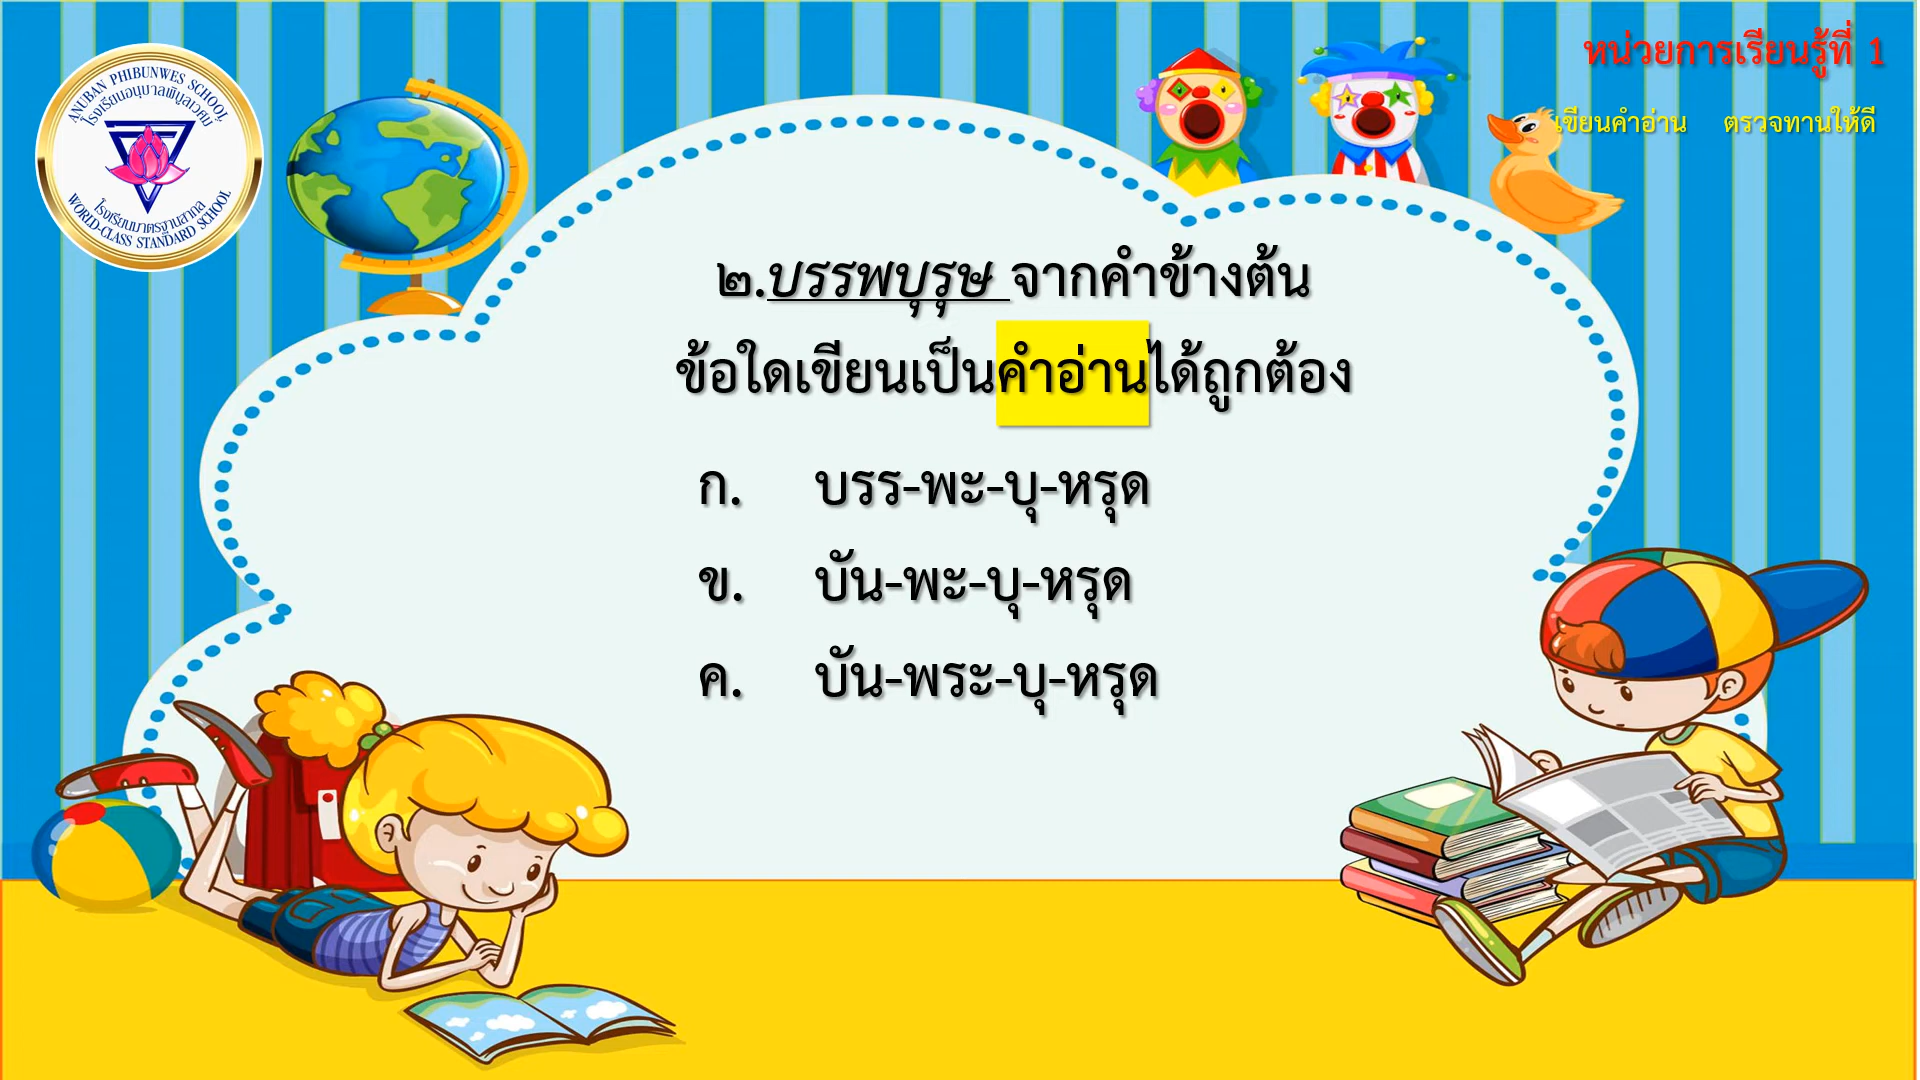 ANUBAN PHIBUNWES SCHOOL
โรงเรียนอนุบาลพิบูลเวศม์
โรงเรียนมาตรฐานสากล
WORLD-CLASS STANDARD SCHOOL
หน่วยการเรียนรู้ที่ 1
เขียนคำอ่าน ตรวจทานให้ดี
๒.บรรพบุรุษ จากคำข้างต้น
ข้อใดเขียนเป็นคำอ่านได้ถูกต้อง
ก. บรร-พะ-บุ-หรุด
ข. บัน-พะ-บุ-หรุด
ค. บัน-พระ-บุ-หรุด